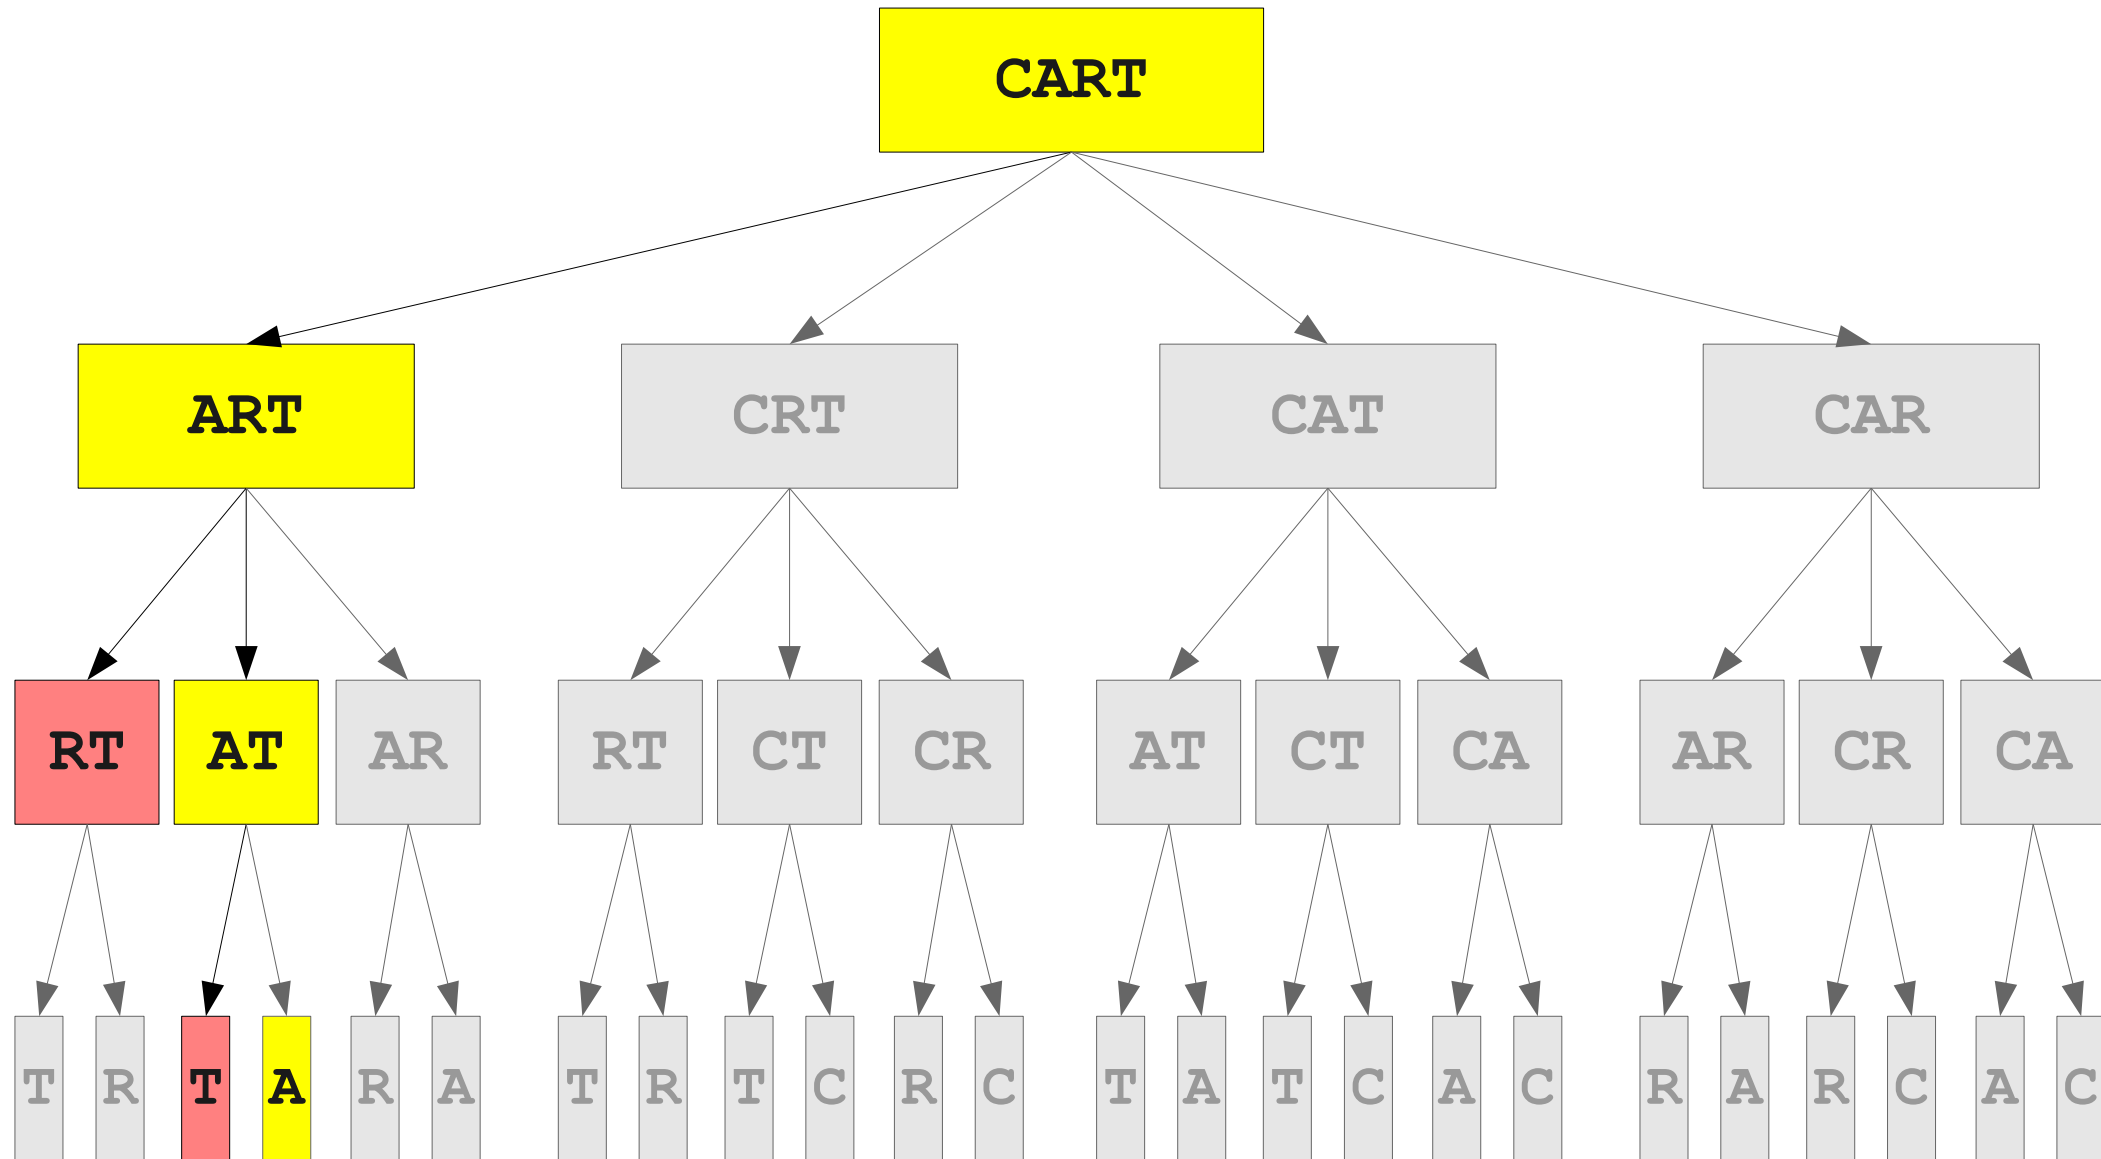 CART
ART CRT CAT CAR
RT AT AR RT CT CR AT CT CA AR CR CA
T R T A R A T R T C R C T A T C A C R A R C A C